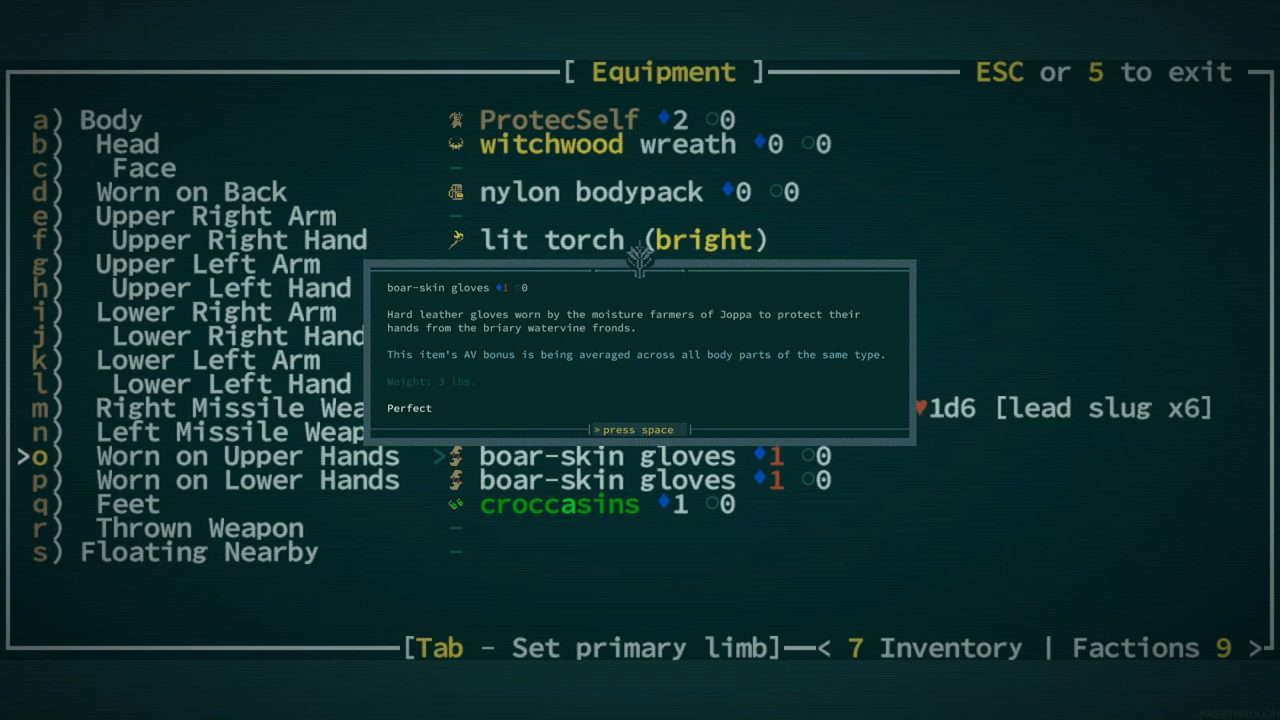 [ Equipment ] ESC or 5 to exit
a) Body ProtecSelf ♦2 ○0
b) Head witchwood wreath ♦0 ○0
c) Face –
d) Worn on Back nylon bodypack ♦0 ○0
e) Upper Right Arm –
f) Upper Right Hand lit torch (bright)
g) Upper Left Arm
h) Upper Left Hand
i) Lower Right Arm
j) Lower Right Hand
k) Lower Left Arm
l) Lower Left Hand
m) Right Missile Wea ♥1d6 [lead slug x6]
n) Left Missile Weap
>o) Worn on Upper Hands > boar-skin gloves ♦1 ○0
p) Worn on Lower Hands boar-skin gloves ♦1 ○0
q) Feet croccasins ♦1 ○0
r) Thrown Weapon –
s) Floating Nearby –
boar-skin gloves ♦1 ○0
Hard leather gloves worn by the moisture farmers of Joppa to protect their
hands from the briary watervine fronds.
This item's AV bonus is being averaged across all body parts of the same type.
Weight: 3 lbs.
Perfect
> press space
[Tab – Set primary limb] < 7 Inventory | Factions 9 >